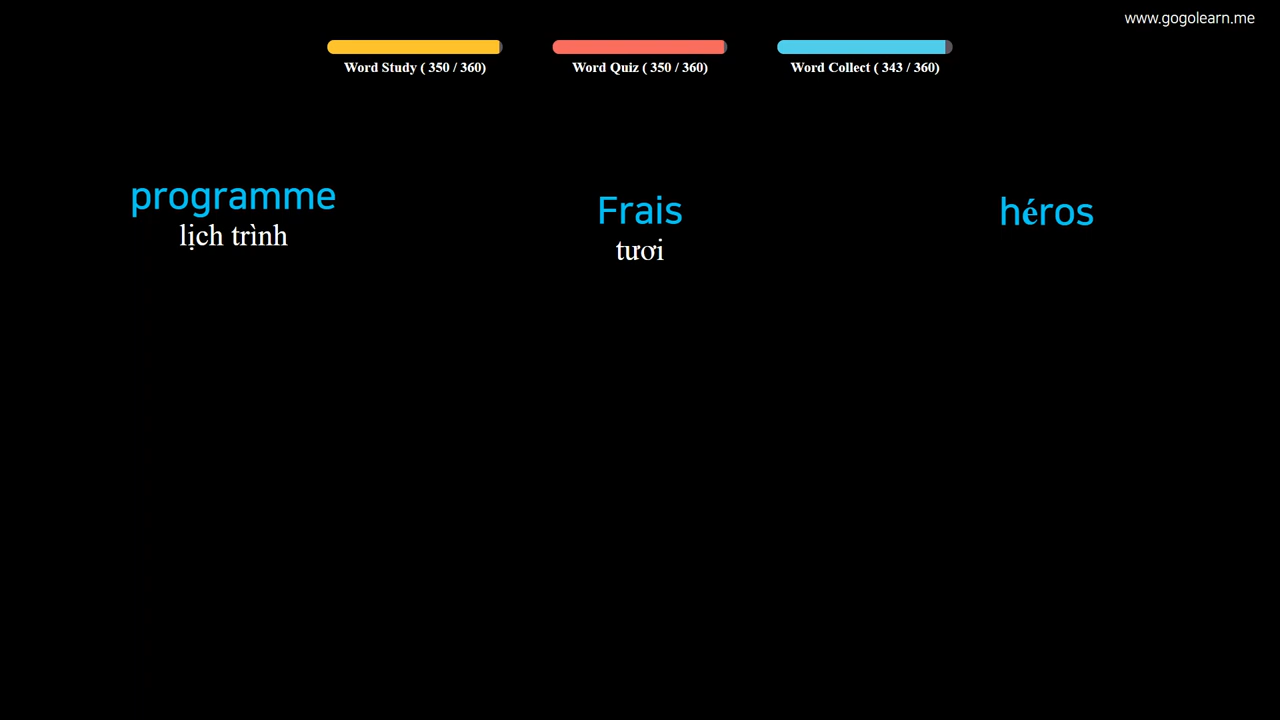 www.gogolearn.me
Word Study ( 350 / 360)
Word Quiz ( 350 / 360)
Word Collect ( 343 / 360)
programme
lịch trình
Frais
tươi
héros